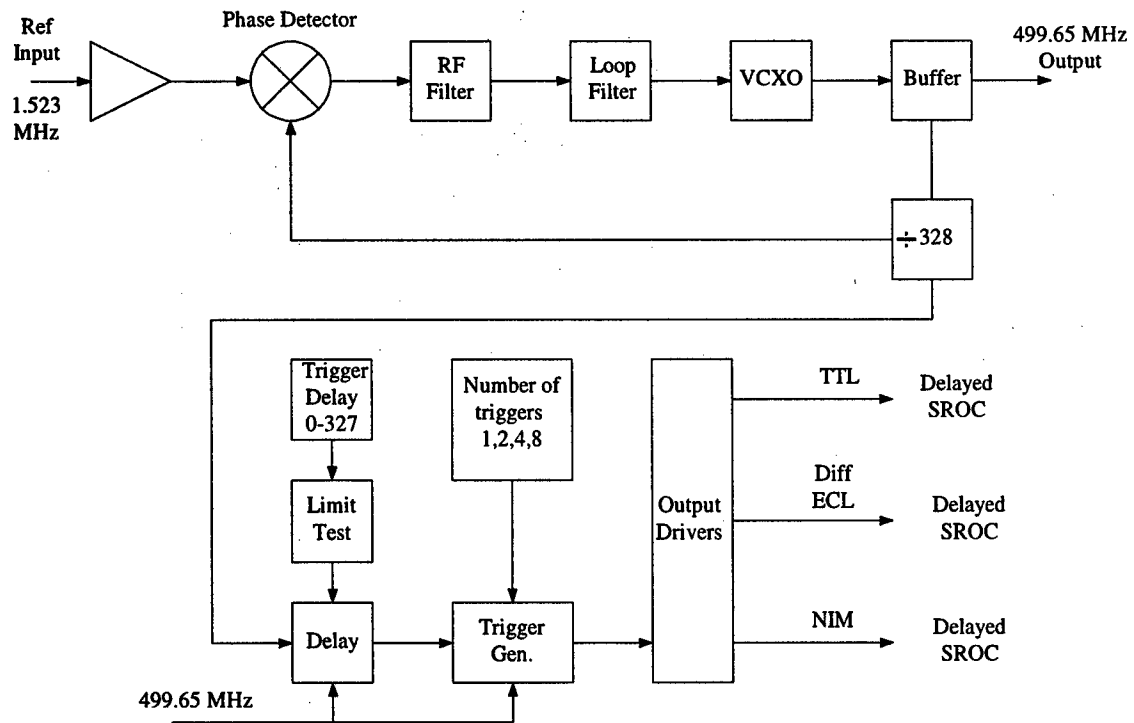 Ref
Input
1.523
MHz
Phase Detector
RF
Filter
Loop
Filter
VCXO
Buffer
499.65 MHz
Output
÷328
Trigger
Delay
0-327
Limit
Test
Delay
Number of
triggers
1,2,4,8
Trigger
Gen.
Output
Drivers
TTL
Delayed
SROC
Diff
ECL
Delayed
SROC
NIM
Delayed
SROC
499.65 MHz